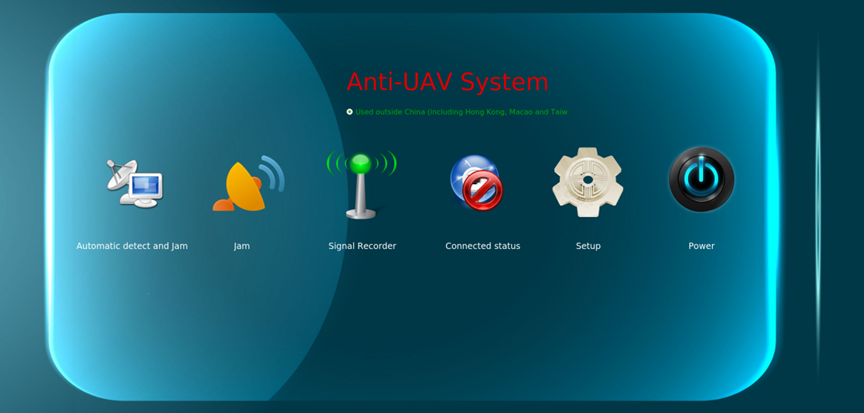 Anti-UAV System
Used outside China (including Hong Kong, Macao and Taiw
Automatic detect and Jam
Jam
Signal Recorder
Connected status
Setup
Power